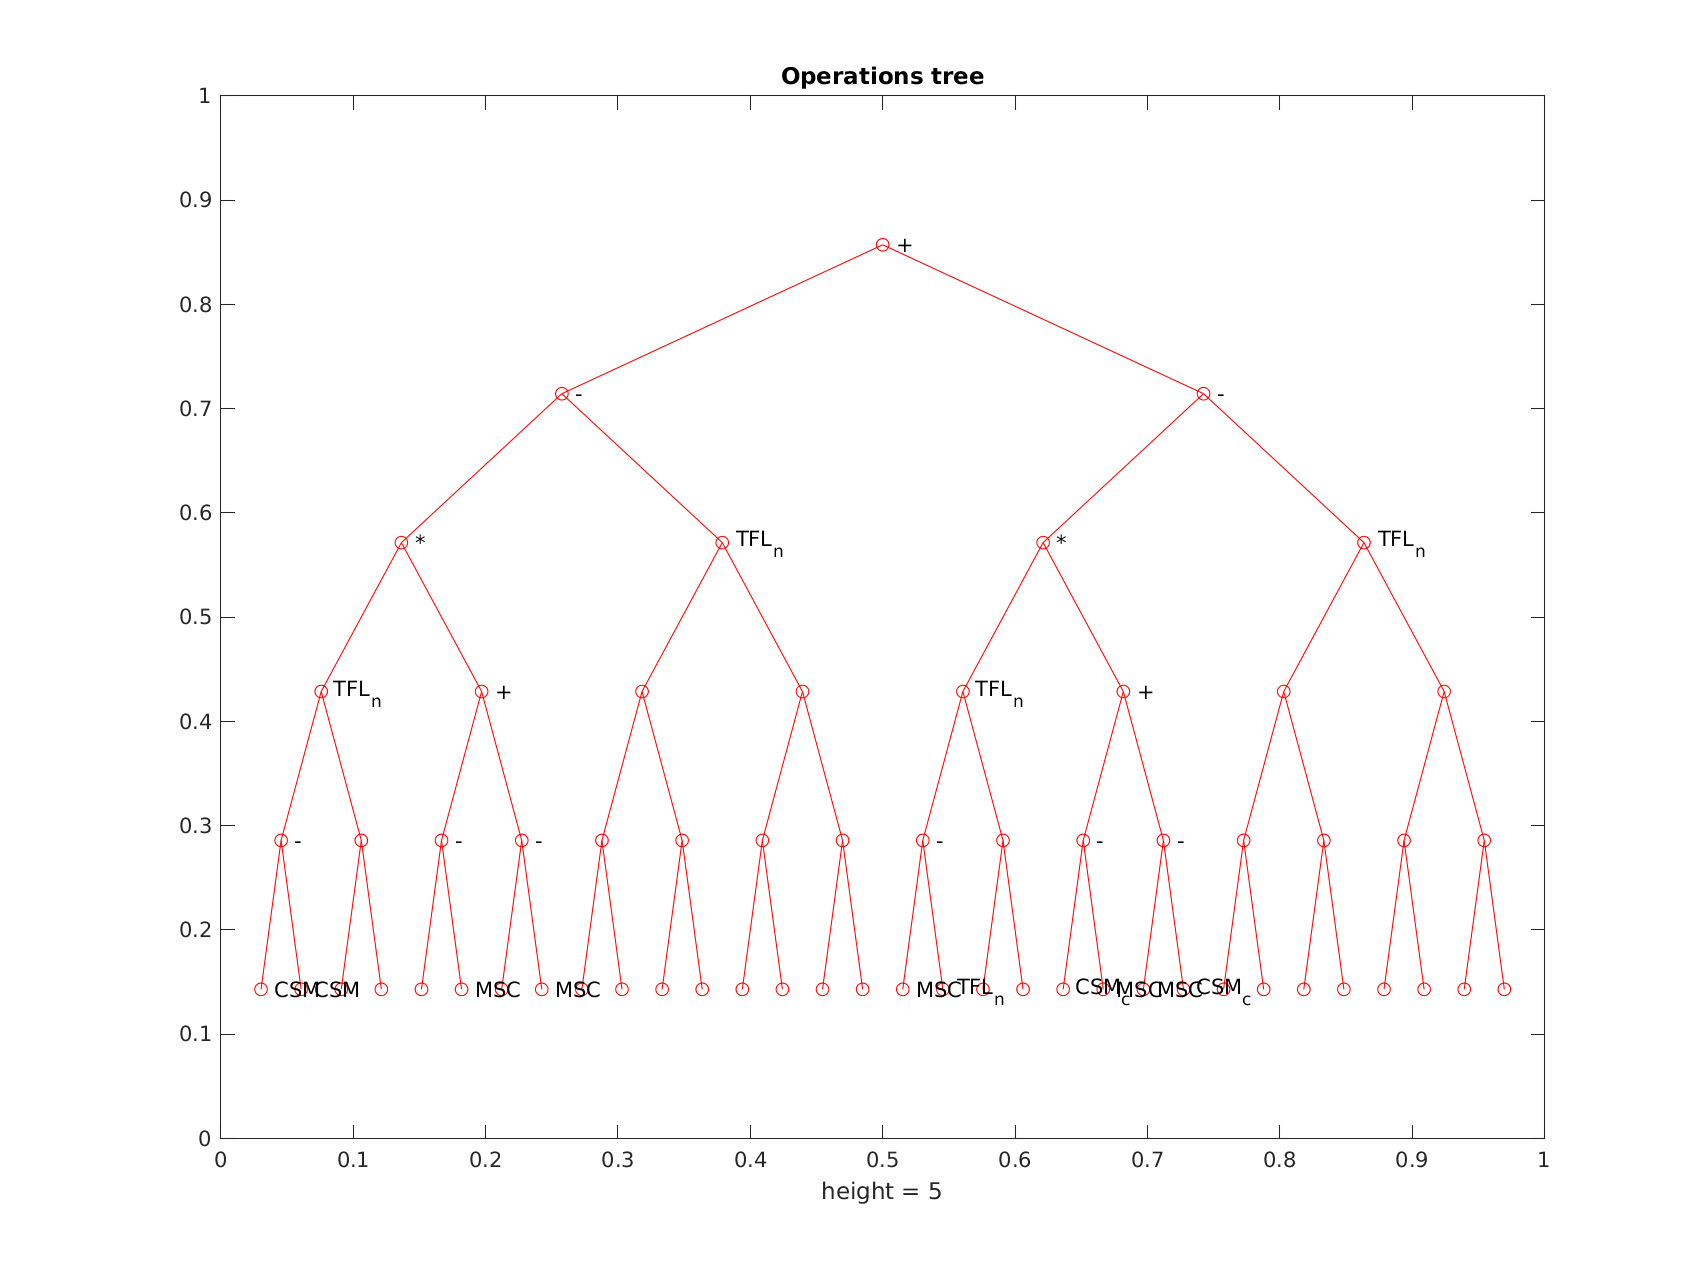 Operations tree
1
0.9
+
0.8
0.7
- -
0.6
* TFLn * TFLn
0.5
TFLn + TFLn +
0.4
0.3
- - - - - -
0.2
CSM CSM MSC MSC MSC TFLn CSMc MSC MSC CSMc
0.1
0
0 0.1 0.2 0.3 0.4 0.5 0.6 0.7 0.8 0.9 1
height = 5